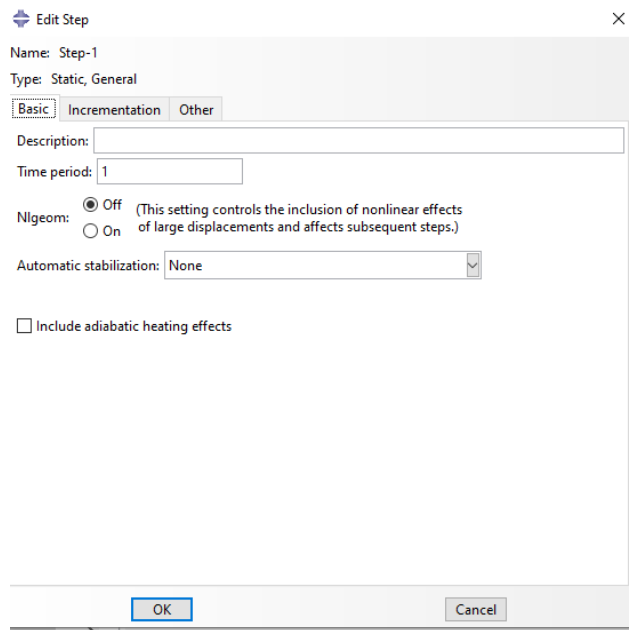 Edit Step
Name: Step-1
Type: Static, General
Basic Incrementation Other
Description:
Time period: 1
Nlgeom: Off (This setting controls the inclusion of nonlinear effects
On of large displacements and affects subsequent steps.)
Automatic stabilization: None
Include adiabatic heating effects
OK Cancel